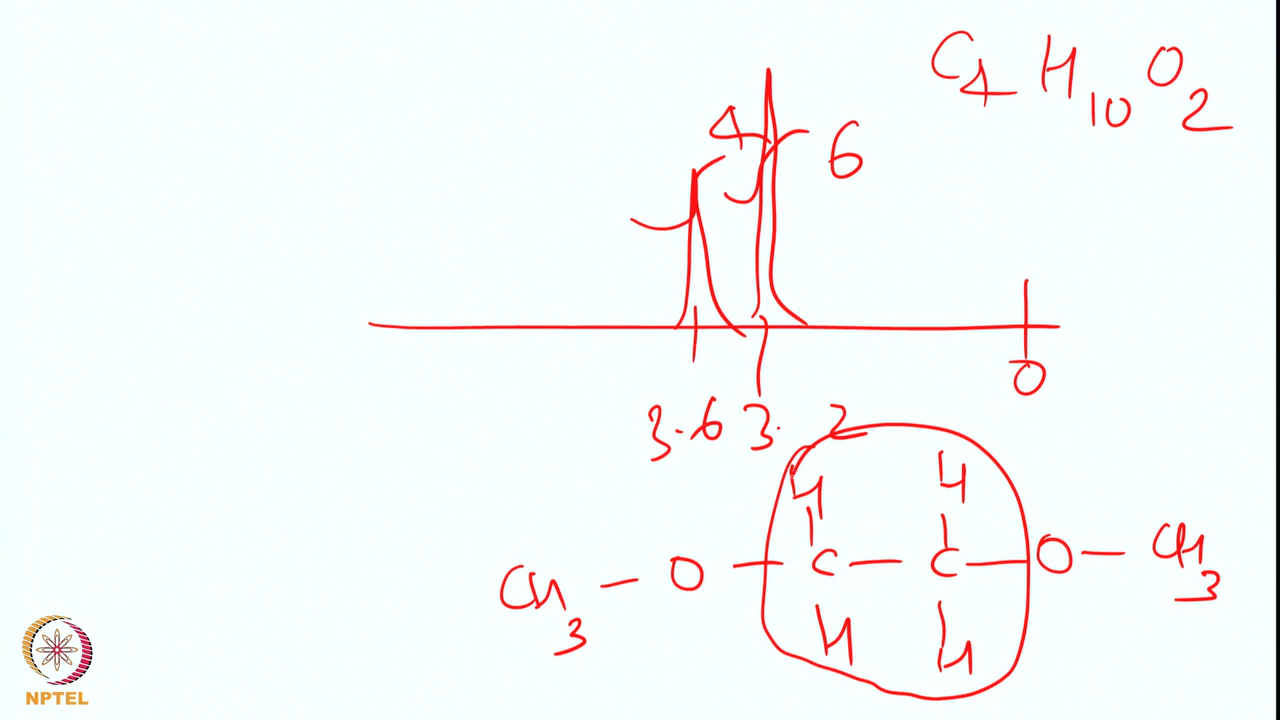 C4H10O2
4 6
0
3.6 3.2
H H
CH3 – O – C – C – O – CH3
H H
NPTEL